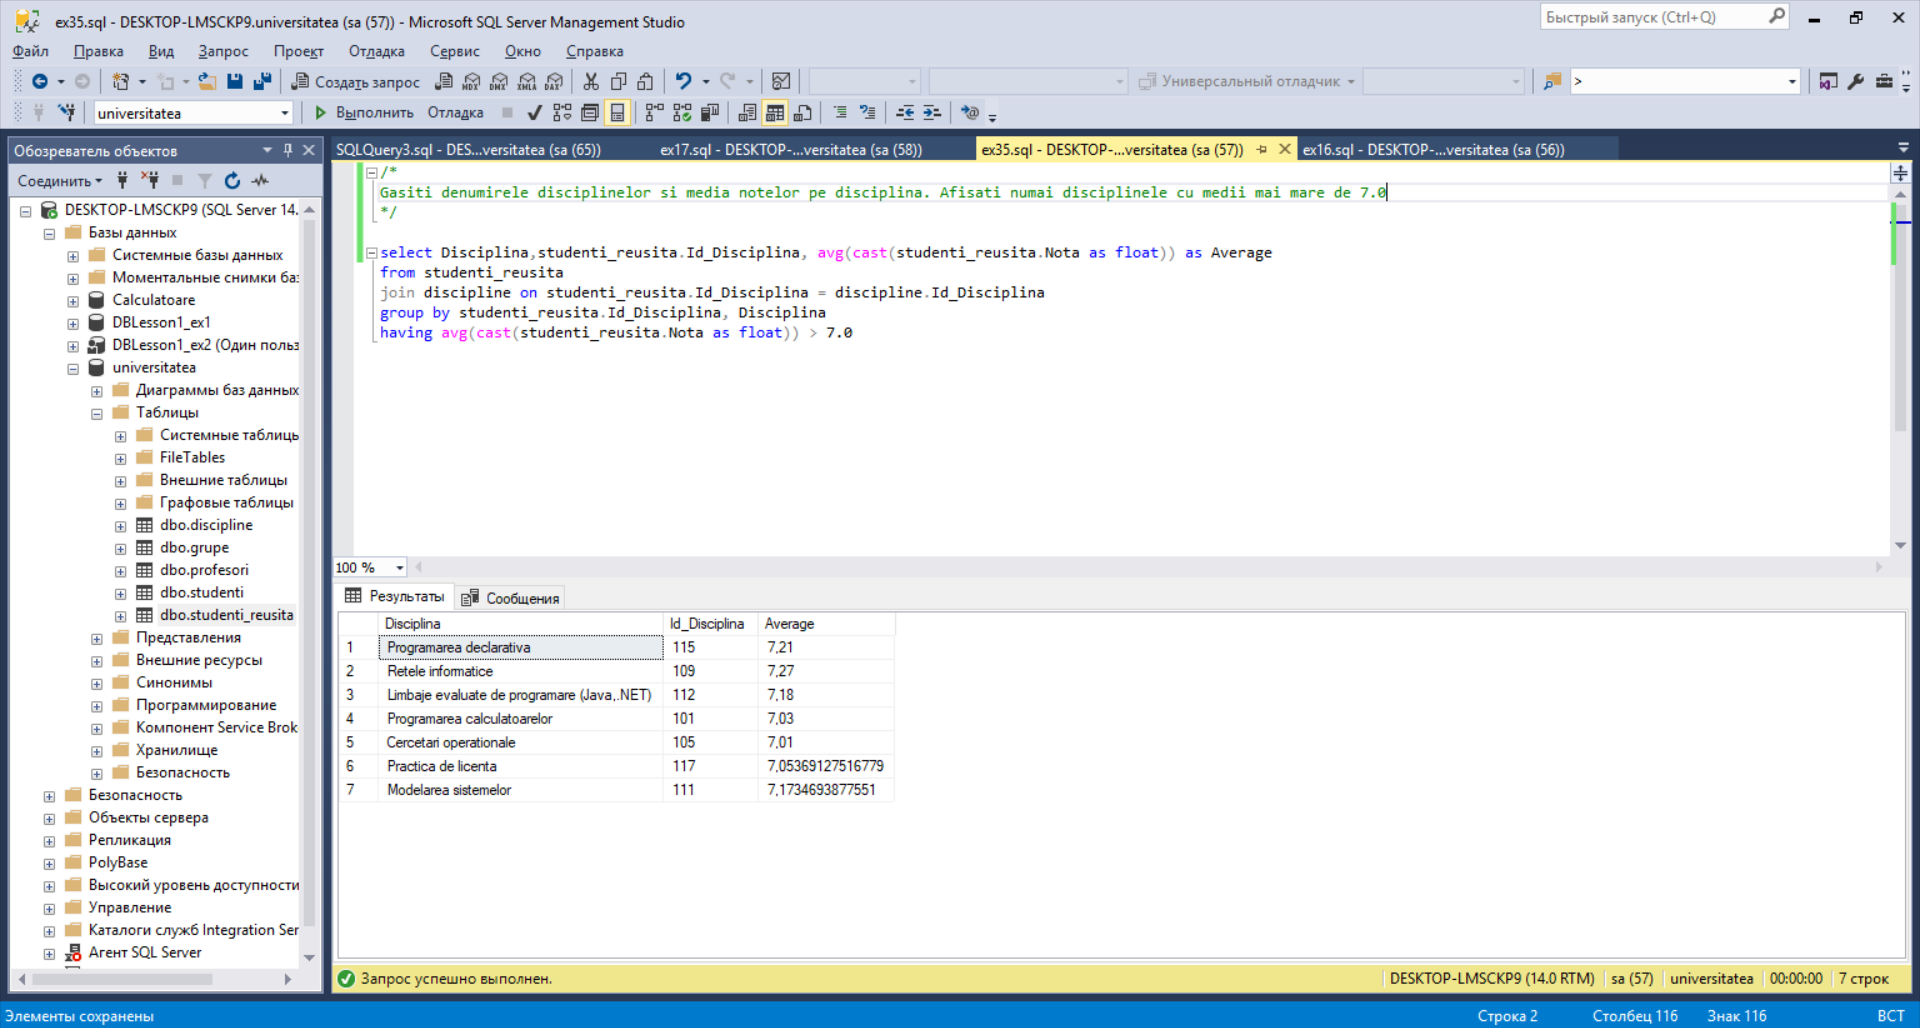 ex35.sql - DESKTOP-LMSCKP9.universitatea (sa (57)) - Microsoft SQL Server Management Studio
Быстрый запуск (Ctrl+Q)
Файл Правка Вид Запрос Проект Отладка Сервис Окно Справка
Создать запрос MDX DMX XMLA DAX Универсальный отладчик >
universitatea Выполнить Отладка
Обозреватель объектов
Соединить
DESKTOP-LMSCKP9 (SQL Server 14.
Базы данных
Системные базы данных
Моментальные снимки баз
Calculatoare
DBLesson1_ex1
DBLesson1_ex2 (Один польз
universitatea
Диаграммы баз данных
Таблицы
Системные таблицы
FileTables
Внешние таблицы
Графовые таблицы
dbo.discipline
dbo.grupe
dbo.profesori
dbo.studenti
dbo.studenti_reusita
Представления
Внешние ресурсы
Синонимы
Программирование
Компонент Service Brok
Хранилище
Безопасность
Безопасность
Объекты сервера
Репликация
PolyBase
Высокий уровень доступности
Управление
Каталоги служб Integration Ser
Агент SQL Server
SQLQuery3.sql - DES...versitatea (sa (65)) ex17.sql - DESKTOP-...versitatea (sa (58)) ex35.sql - DESKTOP-...versitatea (sa (57)) ex16.sql - DESKTOP-...versitatea (sa (56))
/*
Gasiti denumirele disciplinelor si media notelor pe disciplina. Afisati numai disciplinele cu medii mai mare de 7.0
*/
select Disciplina,studenti_reusita.Id_Disciplina, avg(cast(studenti_reusita.Nota as float)) as Average
from studenti_reusita
join discipline on studenti_reusita.Id_Disciplina = discipline.Id_Disciplina
group by studenti_reusita.Id_Disciplina, Disciplina
having avg(cast(studenti_reusita.Nota as float)) > 7.0
100 %
Результаты Сообщения
Disciplina Id_Disciplina Average
1 Programarea declarativa 115 7,21
2 Retele informatice 109 7,27
3 Limbaje evaluate de programare (Java,.NET) 112 7,18
4 Programarea calculatoarelor 101 7,03
5 Cercetari operationale 105 7,01
6 Practica de licenta 117 7,05369127516779
7 Modelarea sistemelor 111 7,1734693877551
Запрос успешно выполнен. DESKTOP-LMSCKP9 (14.0 RTM) sa (57) universitatea 00:00:00 7 строк
Элементы сохранены Строка 2 Столбец 116 Знак 116 ВСТ